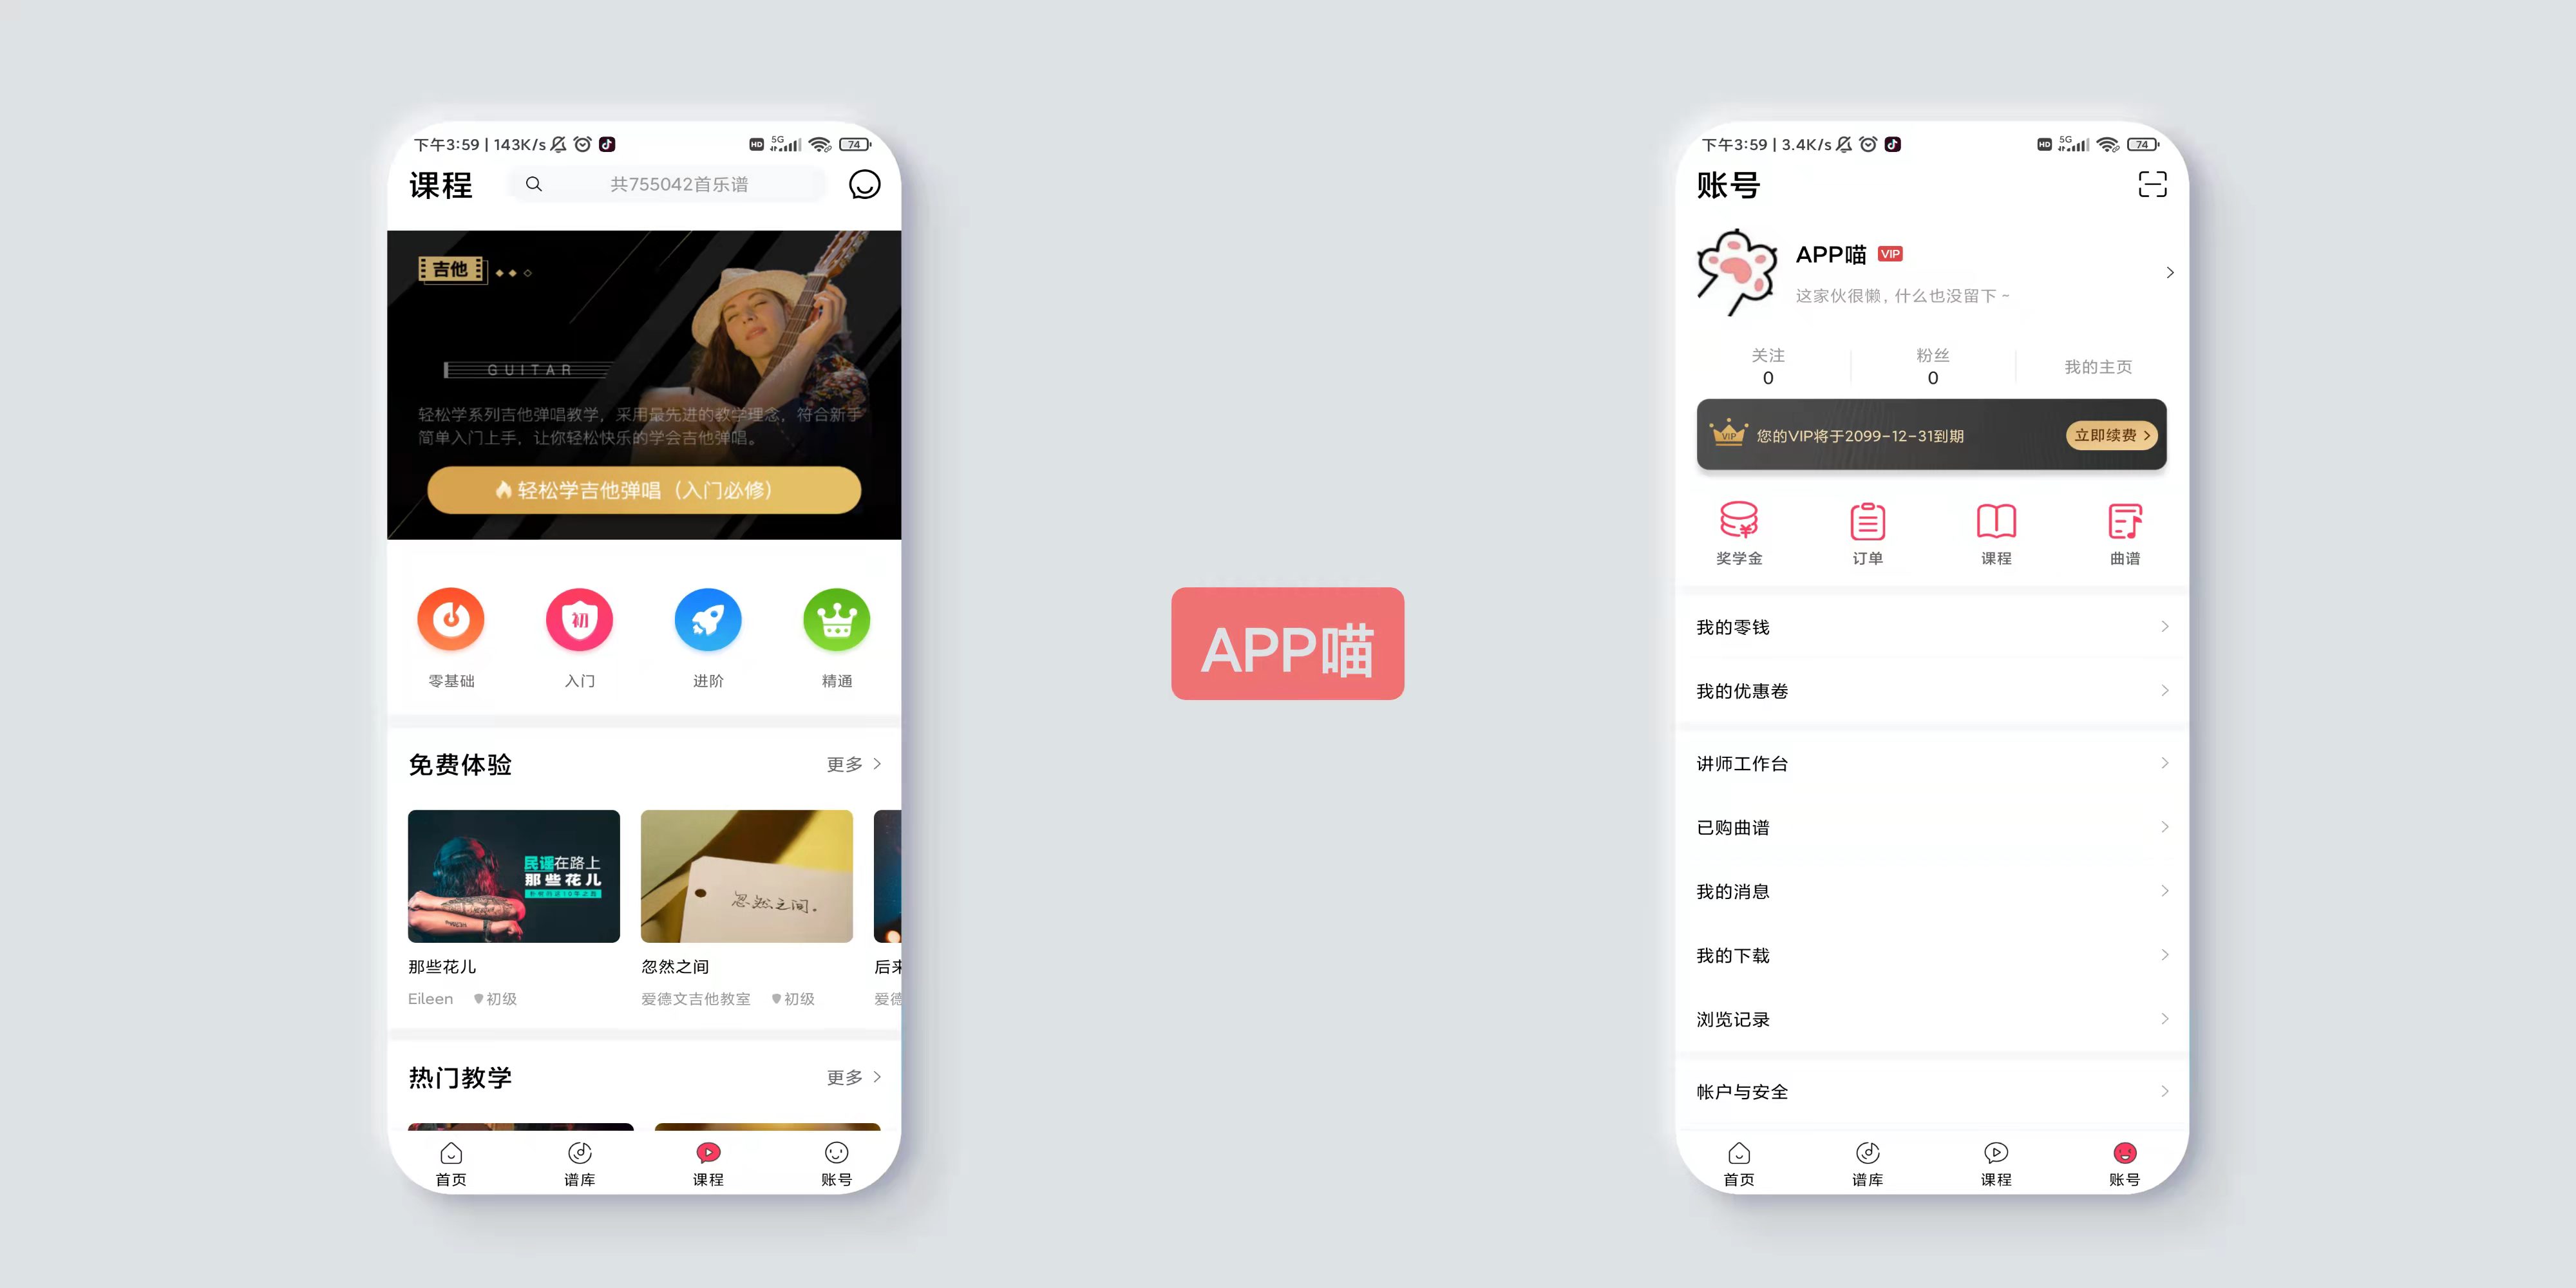 下午3:59 | 143K/s
HD 5G 74
课程
共755042首乐谱
吉他
GUITAR
轻松学系列吉他弹唱教学，采用最先进的教学理念，符合新手
简单入门上手，让你轻松快乐的学会吉他弹唱。
轻松学吉他弹唱（入门必修）
初
零基础 入门 进阶 精通
免费体验 更多
民谣在路上
那些花儿
忽然之间.
那些花儿 忽然之间 后来
Eileen 初级 爱德文吉他教室 初级 爱德
热门教学 更多
首页 谱库 课程 账号
APP喵
下午3:59 | 3.4K/s
HD 5G 74
账号
APP喵 VIP
这家伙很懒, 什么也没留下 ~
关注 粉丝 我的主页
0 0
VIP 您的VIP将于2099-12-31到期 立即续费
奖学金 订单 课程 曲谱
我的零钱
我的优惠卷
讲师工作台
已购曲谱
我的消息
我的下载
浏览记录
帐户与安全
首页 谱库 课程 账号